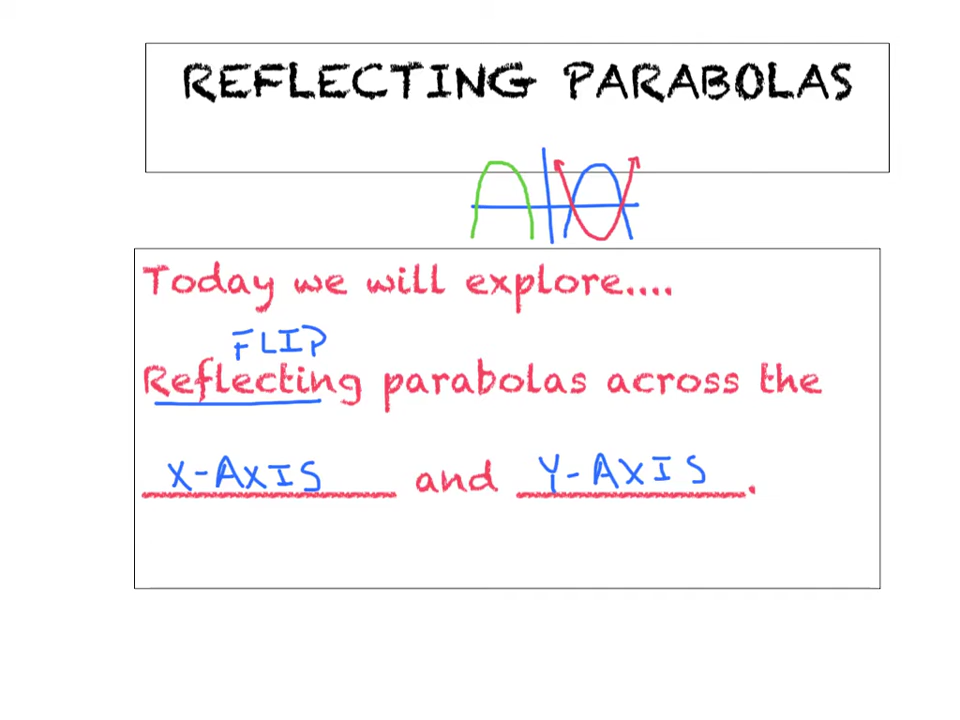 REFLECTING PARABOLAS
Today we will explore....
FLIP
Reflecting parabolas across the
X-AXIS and Y-AXIS.